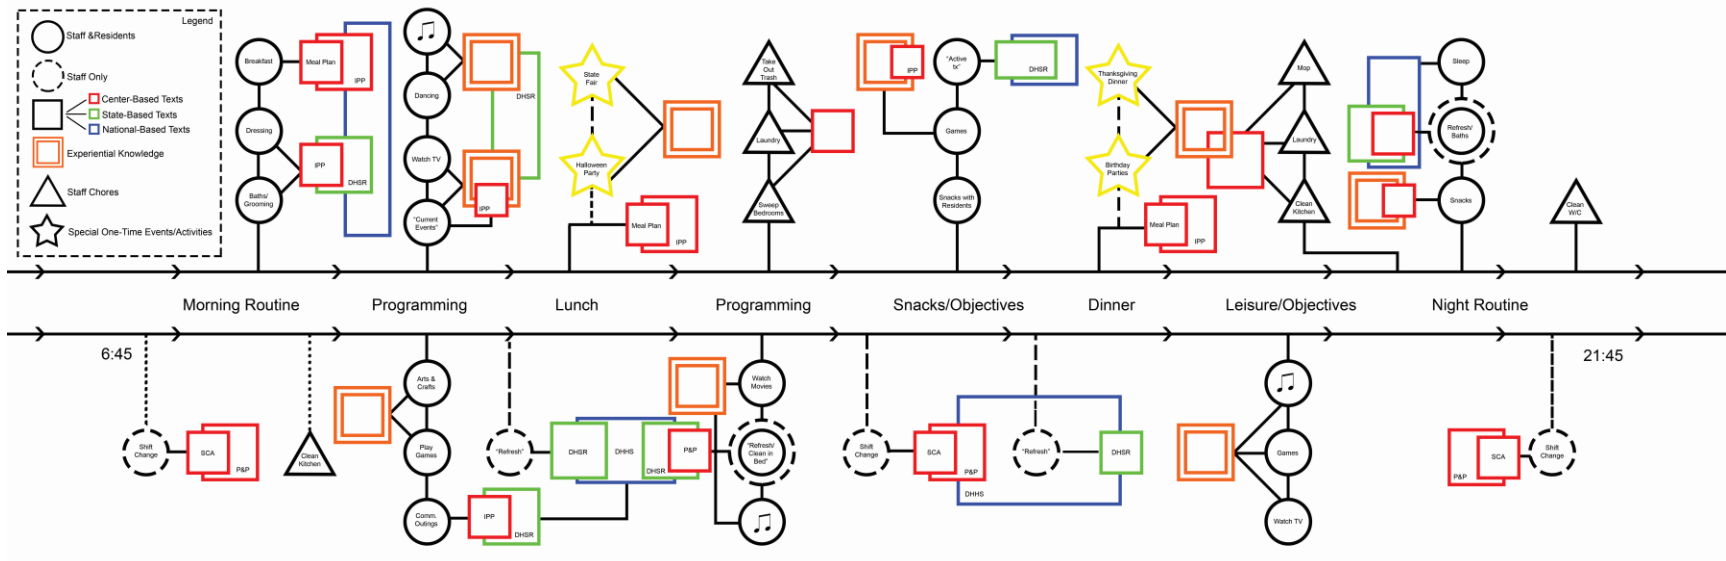 Legend
Staff &Residents
Staff Only
Center-Based Texts
State-Based Texts
National-Based Texts
Experiential Knowledge
Staff Chores
Special One-Time Events/Activities
Breakfast
Meal Plan
IPP
Dressing
IPP
DHSR
Baths/
Grooming
Dancing
DHSR
Watch TV
IPP
"Current
Events"
State
Fair
Halloween
Party
Meal Plan
IPP
Take
Out
Trash
Laundry
Sweep
Bedrooms
IPP
"Active
tx"
DHSR
Games
Snacks with
Residents
Thanksgiving
Dinner
Birthday
Parties
Meal Plan
IPP
Mop
Laundry
Clean
Kitchen
Sleep
Refresh/
Baths
Snacks
Clean
W/C
Morning Routine
Programming
Lunch
Programming
Snacks/Objectives
Dinner
Leisure/Objectives
Night Routine
6:45
21:45
Shift
Change
SCA
P&P
Clean
Kitchen
Arts &
Crafts
Play
Games
Comm.
Outings
IPP
DHSR
"Refresh"
DHSR
DHHS
DHSR
P&P
Watch
Movies
"Refresh/
Clean in
Bed"
Shift
Change
SCA
P&P
DHHS
"Refresh"
DHSR
Games
Watch TV
P&P
SCA
Shift
Change